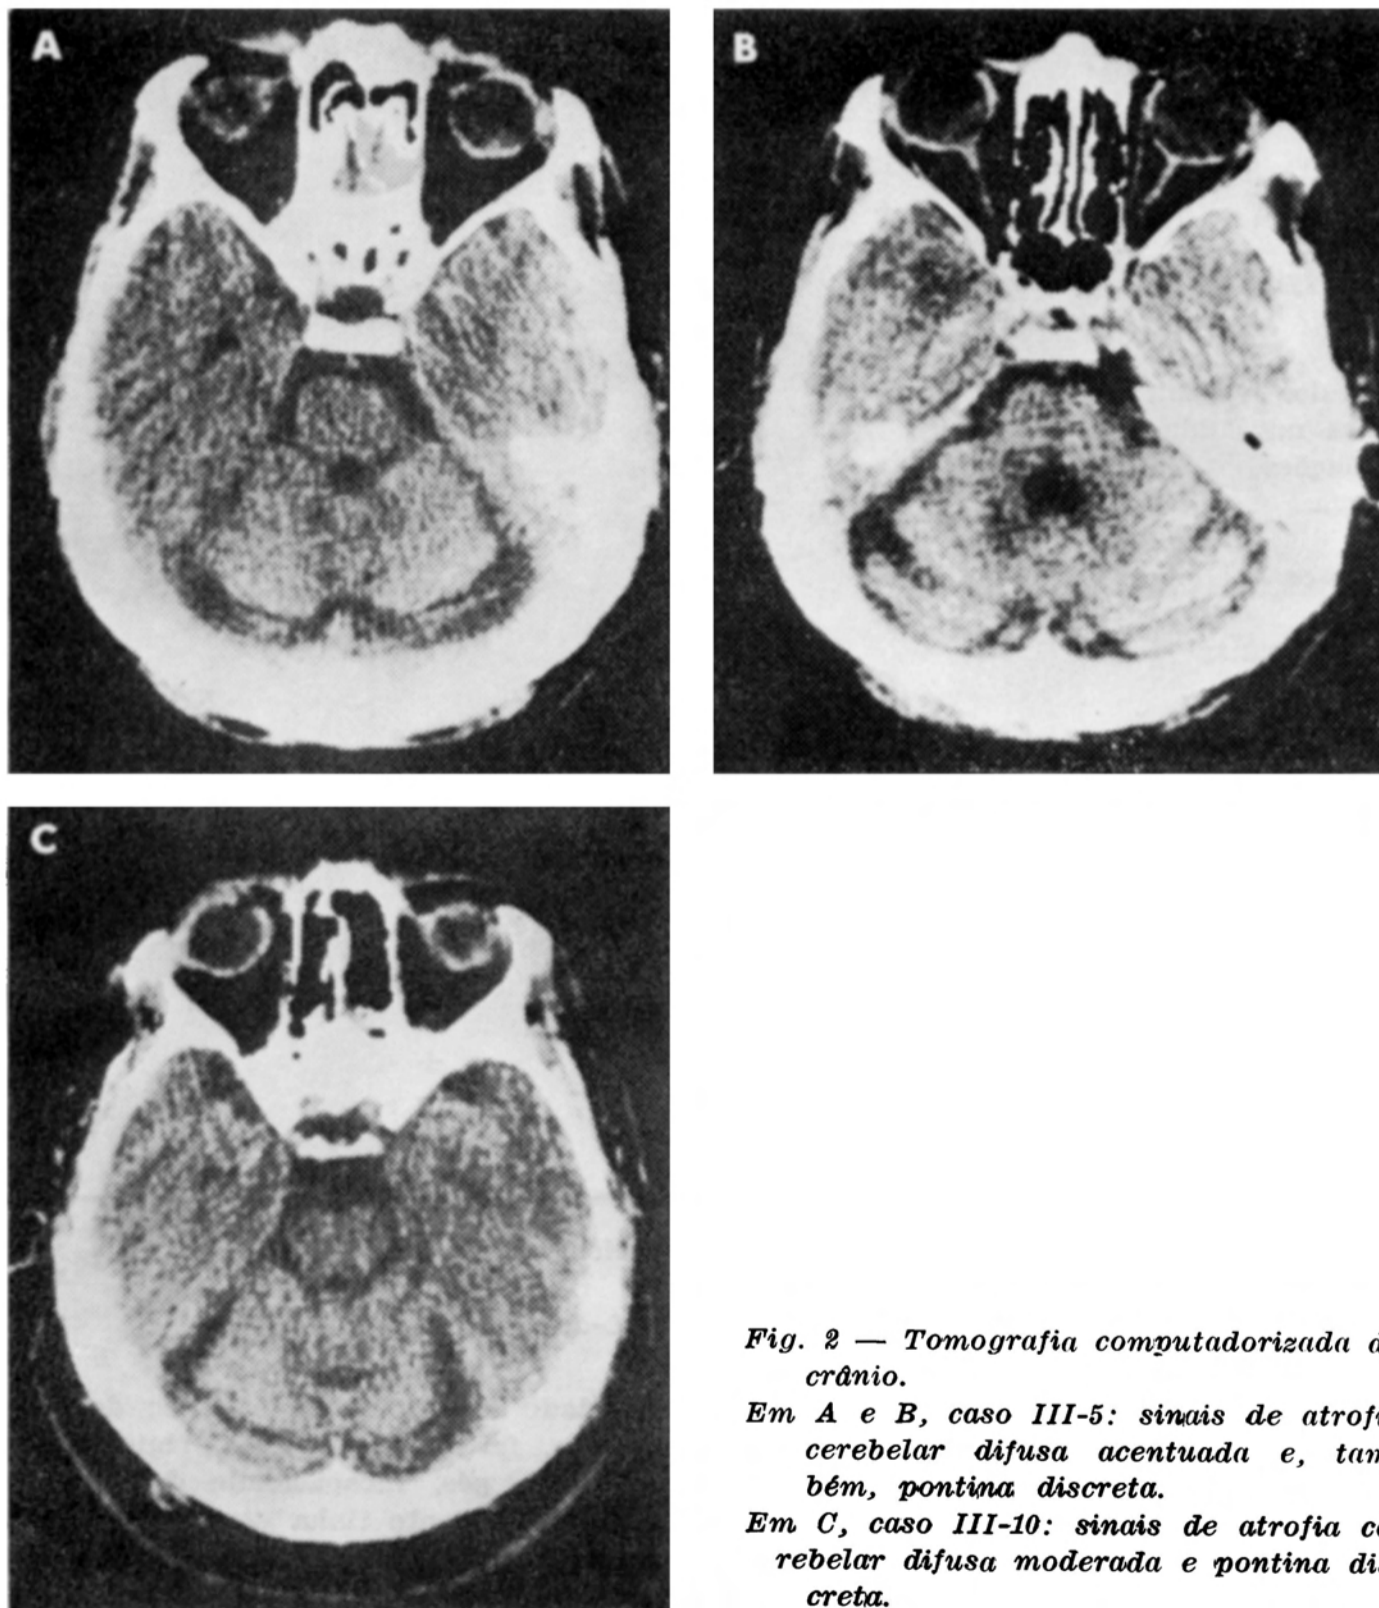 A
B
C
Fig. 2 — Tomografia computadorizada d
crânio.
Em A e B, caso III-5: sinais de atrofi
cerebelar difusa acentuada e, tam-
bém, pontina discreta.
Em C, caso III-10: sinais de atrofia ce
rebelar difusa moderada e pontina di
creta.